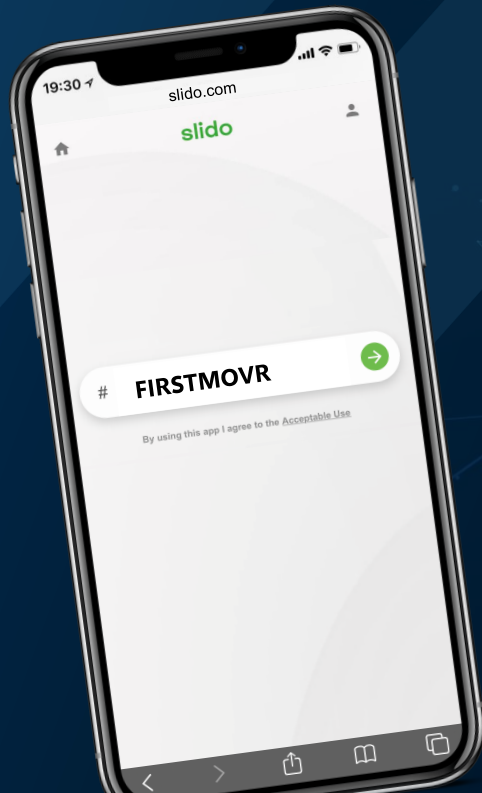 19:30
slido.com
slido
# FIRSTMOVR
By using this app I agree to the Acceptable Use